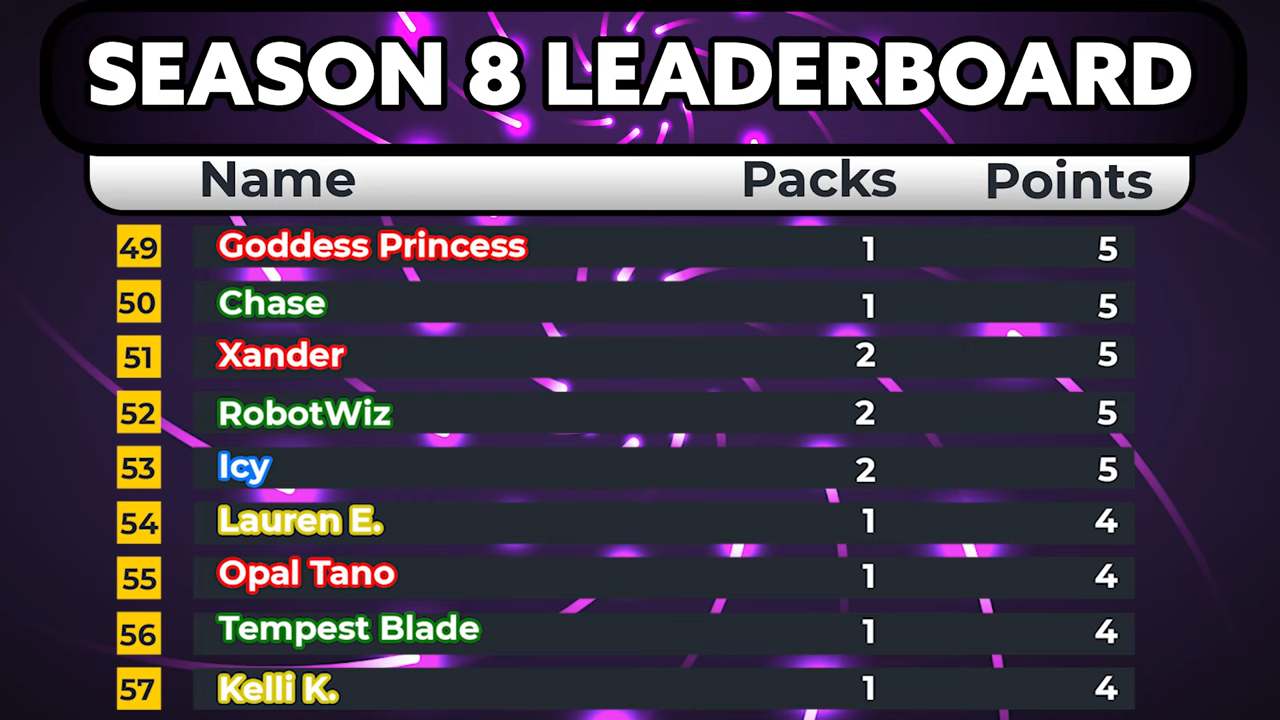 SEASON 8 LEADERBOARD
Name Packs Points
49 Goddess Princess 1 5
50 Chase 1 5
51 Xander 2 5
52 RobotWiz 2 5
53 Icy 2 5
54 Lauren E. 1 4
55 Opal Tano 1 4
56 Tempest Blade 1 4
57 Kelli K. 1 4